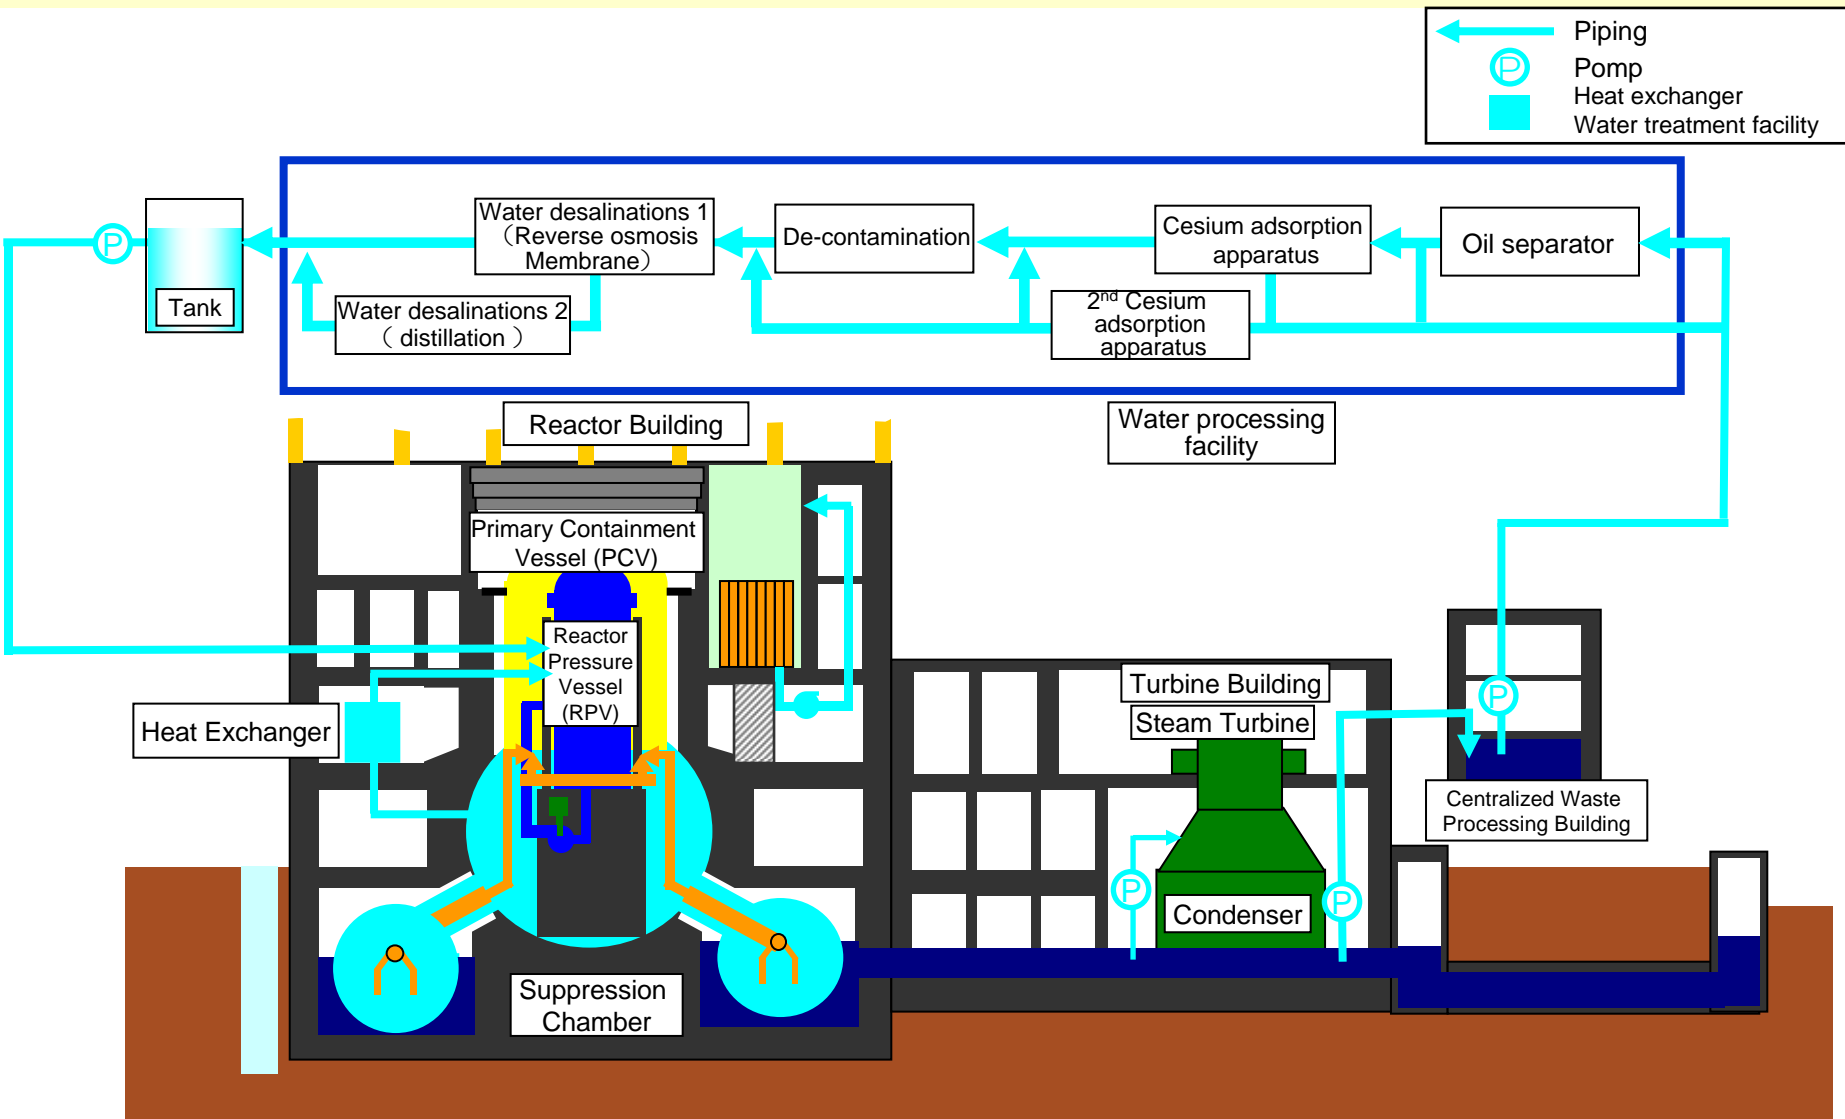 Piping
P
Pomp
Heat exchanger
Water treatment facility
Water desalinations 1
（Reverse osmosis
Membrane）
De-contamination
Cesium adsorption
apparatus
Oil separator
P
Tank
Water desalinations 2
（ distillation ）
2nd Cesium
adsorption
apparatus
Reactor Building
Water processing
facility
Primary Containment
Vessel (PCV)
Reactor
Pressure
Vessel
(RPV)
Heat Exchanger
Turbine Building
Steam Turbine
P
Centralized Waste
Processing Building
P
Condenser
P
Suppression
Chamber